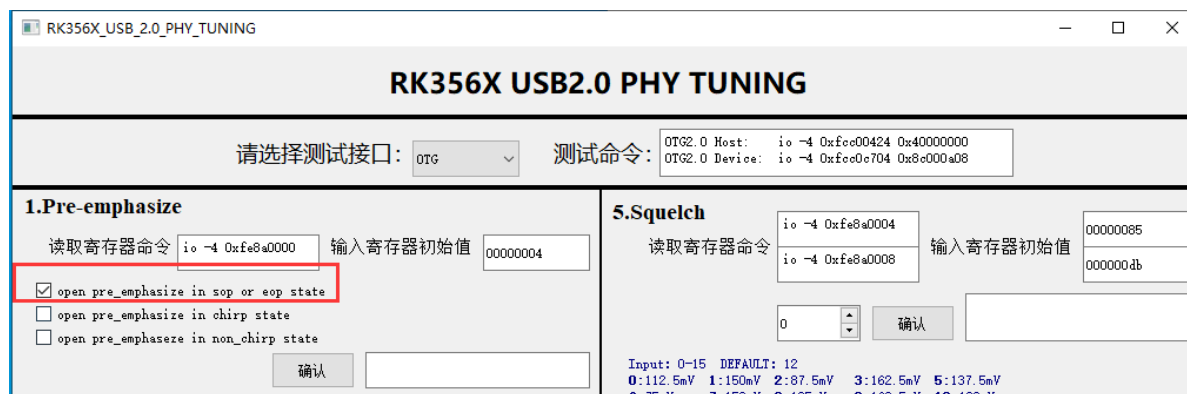 RK356X_USB_2.0_PHY_TUNING
RK356X USB2.0 PHY TUNING
请选择测试接口: OTG
测试命令:
OTG2.0 Host: io -4 0xfcc00424 0x40000000
OTG2.0 Device: io -4 0xfcc0c704 0x8c000a08
1.Pre-emphasize
读取寄存器命令 io -4 0xfe8a0000 输入寄存器初始值 00000004
open pre_emphasize in sop or eop state
open pre_emphasize in chirp state
open pre_emphaseze in non_chirp state
确认
5.Squelch
读取寄存器命令
io -4 0xfe8a0004
io -4 0xfe8a0008
输入寄存器初始值
00000085
000000db
0 确认
Input: 0-15 DEFAULT: 12
0:112.5mV 1:150mV 2:87.5mV 3:162.5mV 5:137.5mV